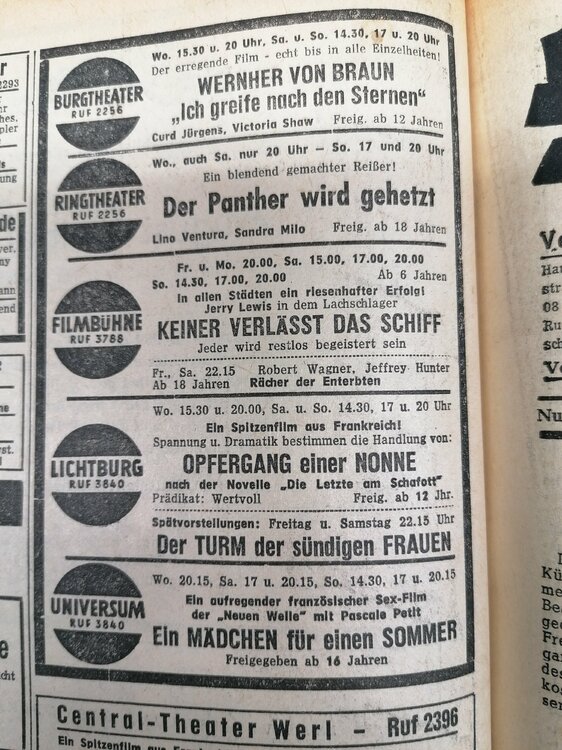 Wo. 15.30 u. 20 Uhr, Sa. u. So. 14.30, 17 u. 20 Uhr
Der erregende Film - echt bis in alle Einzelheiten!
BURGTHEATER
RUF 2256
WERNHER VON BRAUN
„Ich greife nach den Sternen“
Curd Jürgens, Victoria Shaw Freig. ab 12 Jahren
Wo., auch Sa. nur 20 Uhr — So. 17 und 20 Uhr
Ein blendend gemachter Reißer!
RINGTHEATER
RUF 2256
Der Panther wird gehetzt
Lino Ventura, Sandra Milo Freig. ab 18 Jahren
Fr. u. Mo. 20.00, Sa. 15.00, 17.00, 20.00
So. 14.30, 17.00, 20.00 Ab 6 Jahren
In allen Städten ein riesenhafter Erfolg!
Jerry Lewis in dem Lachschlager
FILMBÜHNE
RUF 3788
KEINER VERLÄSST DAS SCHIFF
Jeder wird restlos begeistert sein
Fr., Sa. 22.15 Robert Wagner, Jeffrey Hunter
Ab 18 Jahren Rächer der Enterbten
Wo. 15.30 u. 20.00, Sa. u. So. 14.30, 17 u. 20 Uhr
Ein Spitzenfilm aus Frankreich!
Spannung u. Dramatik bestimmen die Handlung von:
LICHTBURG
RUF 3840
OPFERGANG einer NONNE
nach der Novelle „Die Letzte am Schafott“
Prädikat: Wertvoll Freig. ab 12 Jhr.
Spätvorstellungen: Freitag u. Samstag 22.15 Uhr
Der TURM der sündigen FRAUEN
Wo. 20.15, Sa. 17 u. 20.15, So. 14.30, 17 u. 20.15
Ein aufregender französischer Sex-Film
der „Neuen Welle“ mit Pascale Petit
UNIVERSUM
RUF 3840
Ein MÄDCHEN für einen SOMMER
Freigegeben ab 16 Jahren
Central-Theater Werl — Ruf 2396
Ein Spitzenfilm aus